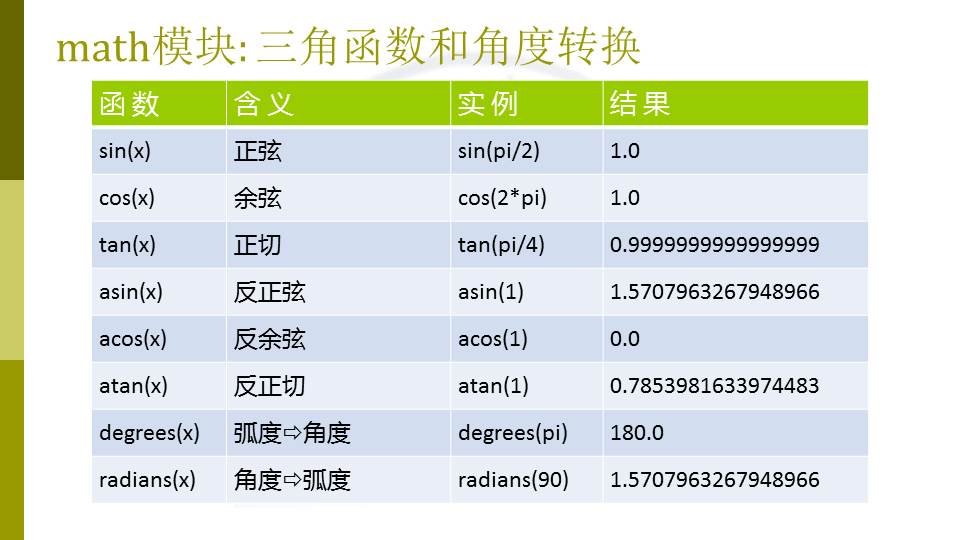 math模块: 三角函数和角度转换
函数 含义 实例 结果
sin(x) 正弦 sin(pi/2) 1.0
cos(x) 余弦 cos(2*pi) 1.0
tan(x) 正切 tan(pi/4) 0.9999999999999999
asin(x) 反正弦 asin(1) 1.5707963267948966
acos(x) 反余弦 acos(1) 0.0
atan(x) 反正切 atan(1) 0.7853981633974483
degrees(x) 弧度⇨角度 degrees(pi) 180.0
radians(x) 角度⇨弧度 radians(90) 1.5707963267948966